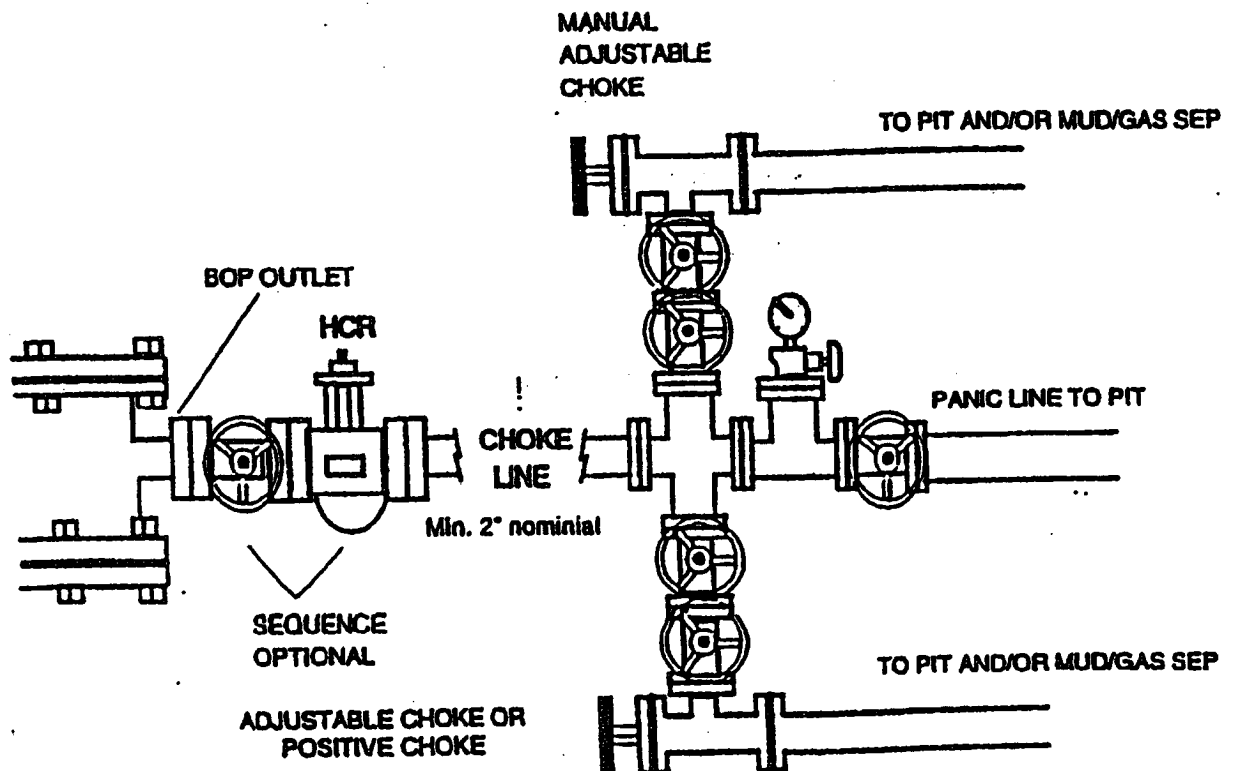 MANUAL
ADJUSTABLE
CHOKE
TO PIT AND/OR MUD/GAS SEP
BOP OUTLET
HCR
PANIC LINE TO PIT
CHOKE
LINE
Min. 2" nominial
SEQUENCE
OPTIONAL
TO PIT AND/OR MUD/GAS SEP
ADJUSTABLE CHOKE OR
POSITIVE CHOKE